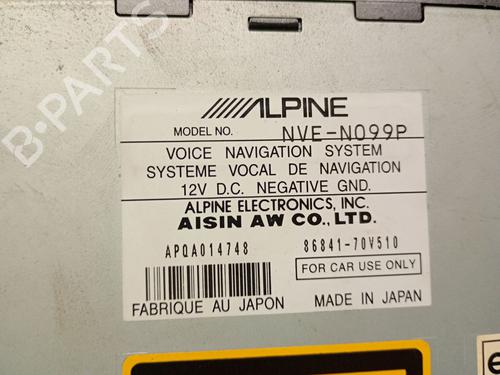 B-PARTS
ALPINE
MODEL NO. NVE-N099P
VOICE NAVIGATION SYSTEM
SYSTEME VOCAL DE NAVIGATION
12V D.C. NEGATIVE GND.
ALPINE ELECTRONICS, INC.
AISIN AW CO., LTD.
APQA014748 86841-70V510
FOR CAR USE ONLY
FABRIQUE AU JAPON MADE IN JAPAN